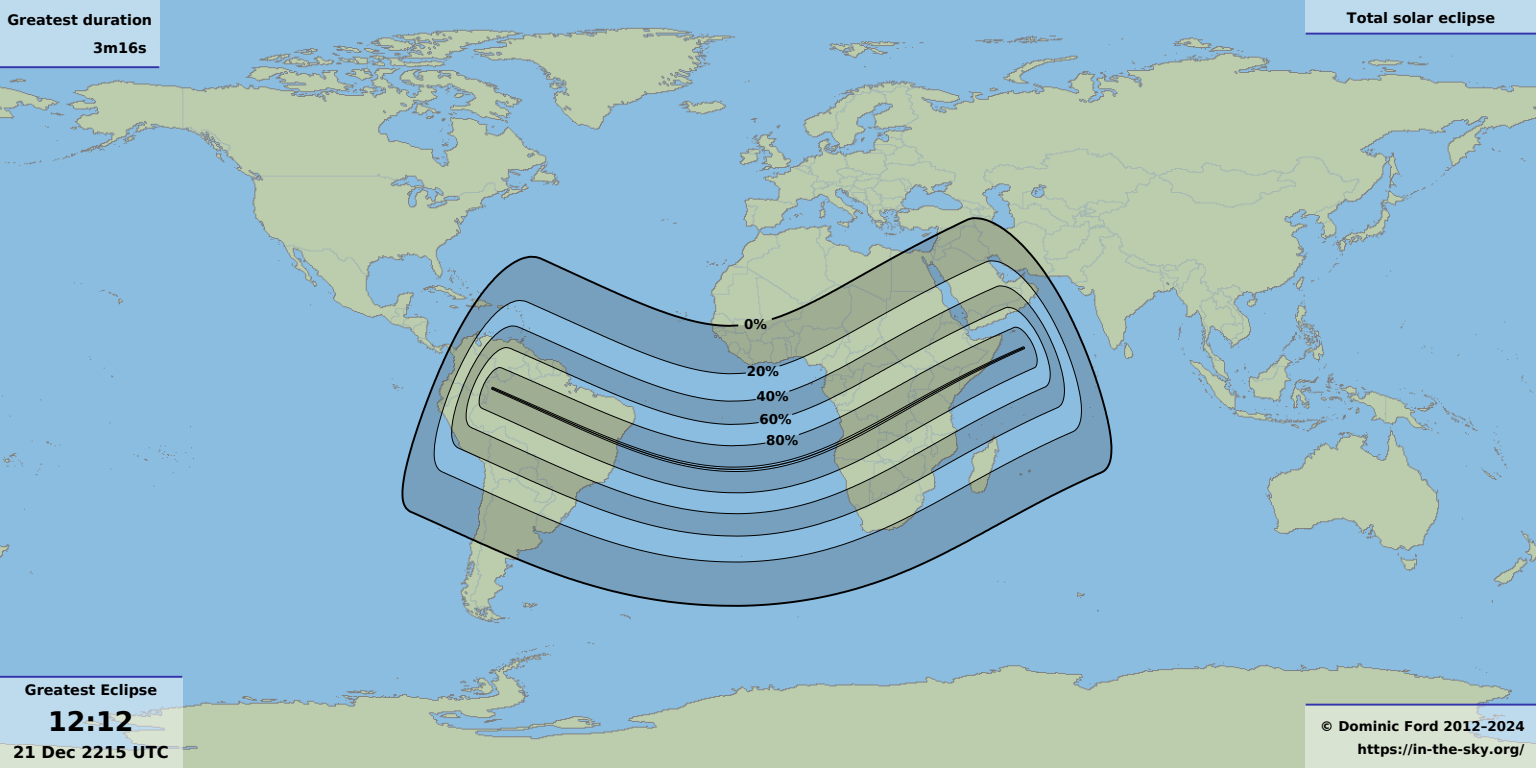 Greatest duration
3m16s
Total solar eclipse
0%
20%
40%
60%
80%
Greatest Eclipse
12:12
21 Dec 2215 UTC
© Dominic Ford 2012–2024
https://in-the-sky.org/